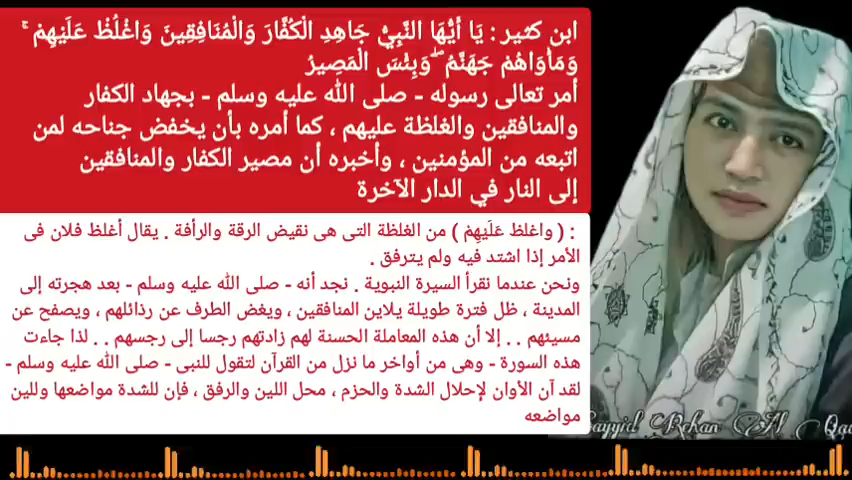 ابن كثير : يَا أَيُّهَا النَّبِيُّ جَاهِدِ الْكُفَّارَ وَالْمُنَافِقِينَ وَاغْلُظْ عَلَيْهِمْ ۚ
وَمَأْوَاهُمْ جَهَنَّمُ ۖ وَبِئْسَ الْمَصِيرُ
أمر تعالى رسوله - صلى الله عليه وسلم - بجهاد الكفار
والمنافقين والغلظة عليهم ، كما أمره بأن يخفض جناحه لمن
اتبعه من المؤمنين ، وأخبره أن مصير الكفار والمنافقين
إلى النار في الدار الآخرة
: ( واغلظ عَلَيْهِمْ ) من الغلظة التى هى نقيض الرقة والرأفة . يقال أغلظ فلان فى
الأمر إذا اشتد فيه ولم يترفق .
ونحن عندما نقرأ السيرة النبوية . نجد أنه - صلى الله عليه وسلم - بعد هجرته إلى
المدينة ، ظل فترة طويلة يلاين المنافقين ، ويغض الطرف عن رذائلهم ، ويصفح عن
مسيئهم . . إلا أن هذه المعاملة الحسنة لهم زادتهم رجسا إلى رجسهم . . لذا جاءت
هذه السورة - وهى من أواخر ما نزل من القرآن لتقول للنبى - صلى الله عليه وسلم -
لقد آن الأوان لإحلال الشدة والحزم ، محل اللين والرفق ، فإن للشدة مواضعها وللين
مواضعه
Sayyid Rehan Al